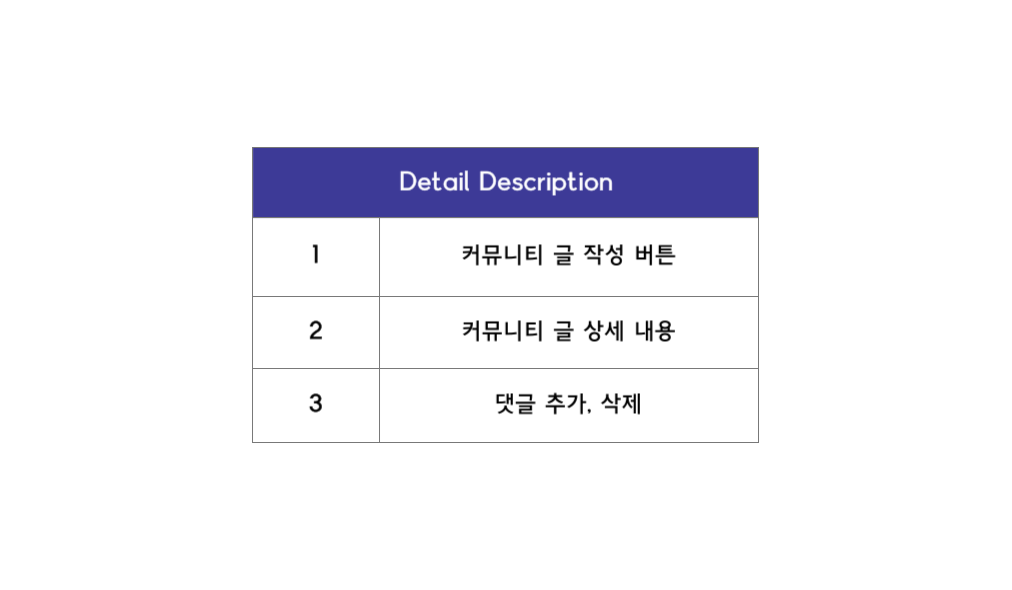 Detail Description
1 커뮤니티 글 작성 버튼
2 커뮤니티 글 상세 내용
3 댓글 추가, 삭제